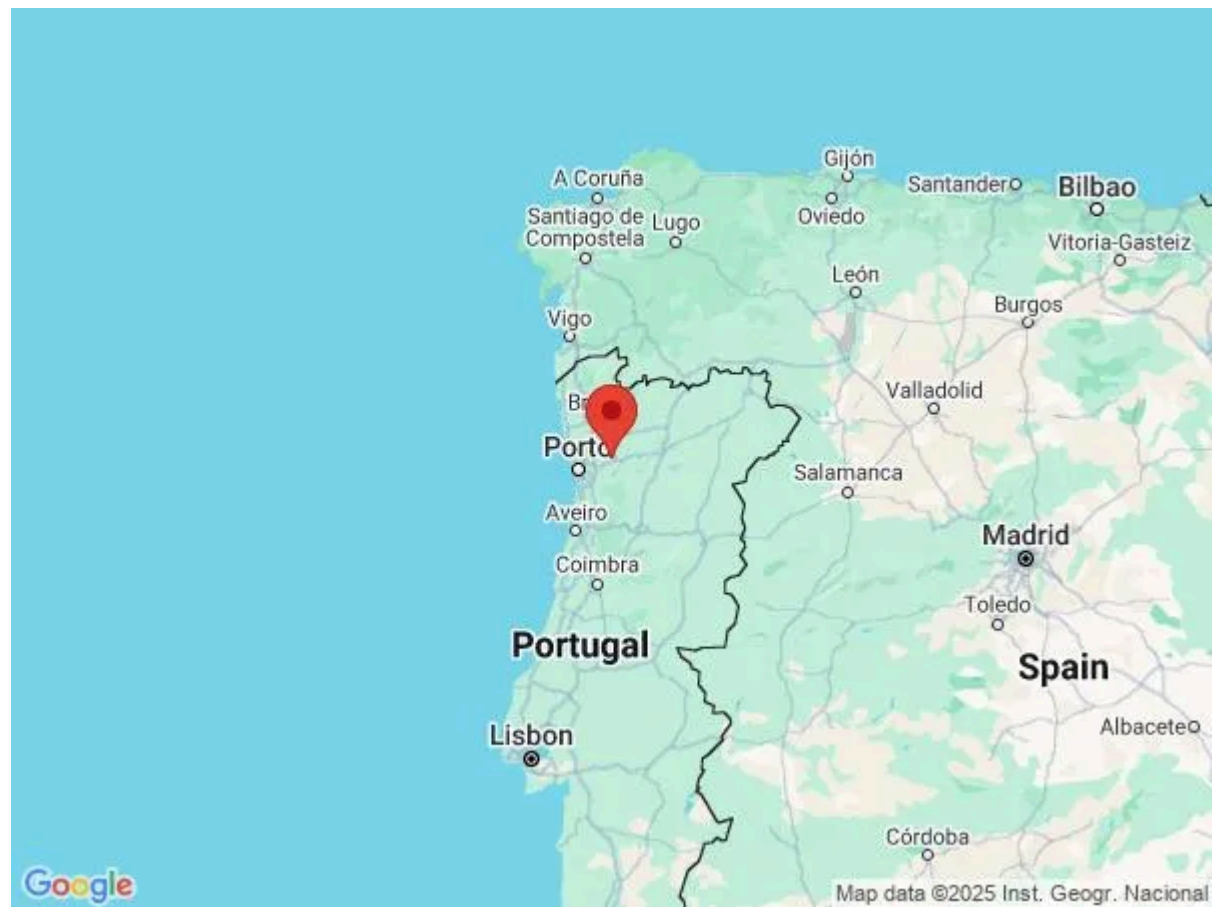 Gijón
A Coruña
Santander
Bilbao
Oviedo
Santiago de
Compostela
Lugo
Vitoria-Gasteiz
León
Burgos
Vigo
Valladolid
Br
Porto
Salamanca
Aveiro
Madrid
Coimbra
Toledo
Portugal
Spain
Albacete
Lisbon
Córdoba
Google
Map data ©2025 Inst. Geogr. Nacional